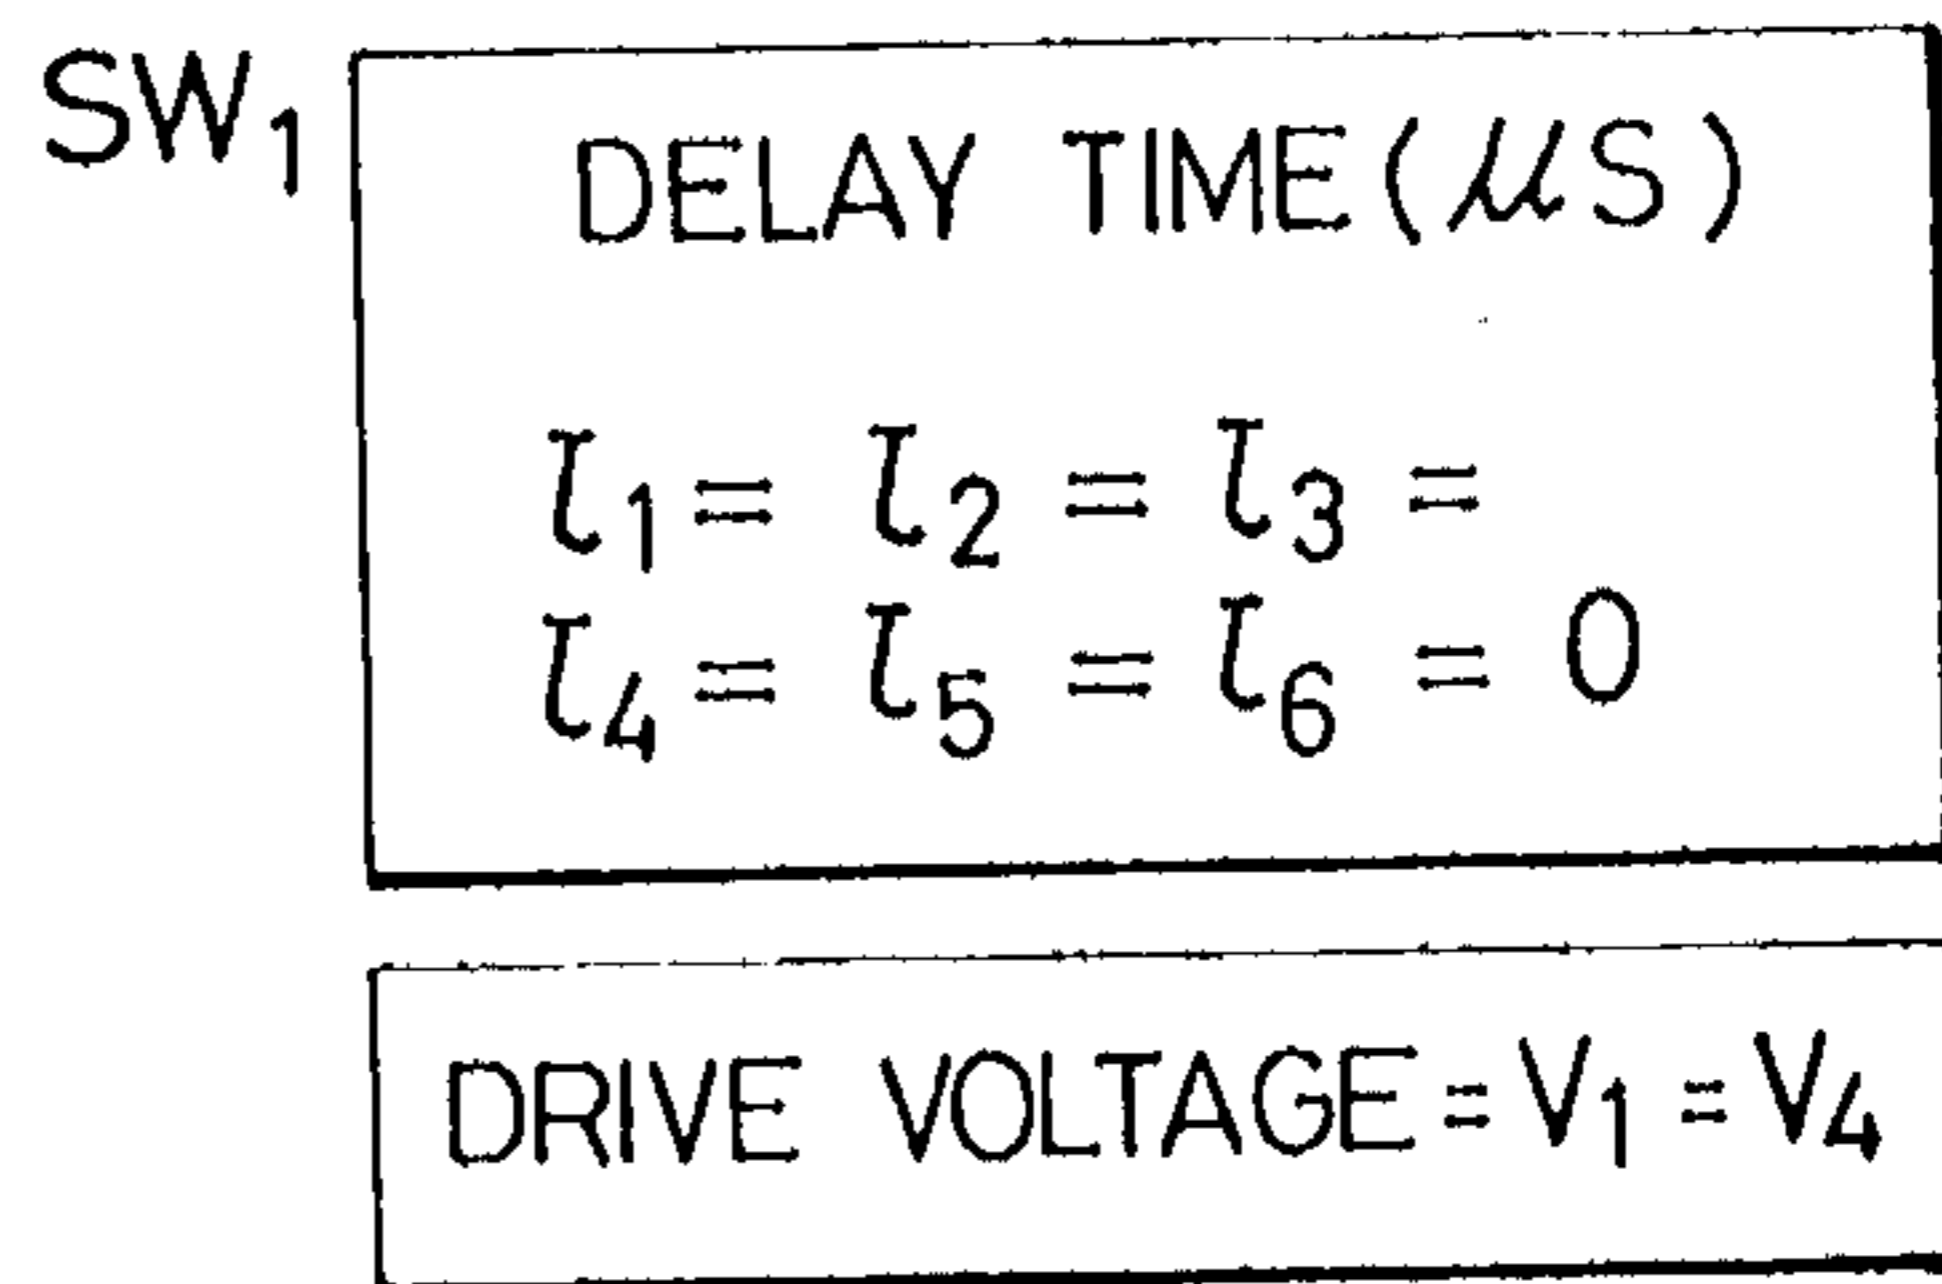 SW₁
DELAY TIME(μS)
τ₁ = τ₂ = τ₃ =
τ₄ = τ₅ = τ₆ = 0
DRIVE VOLTAGE = V₁ = V₄